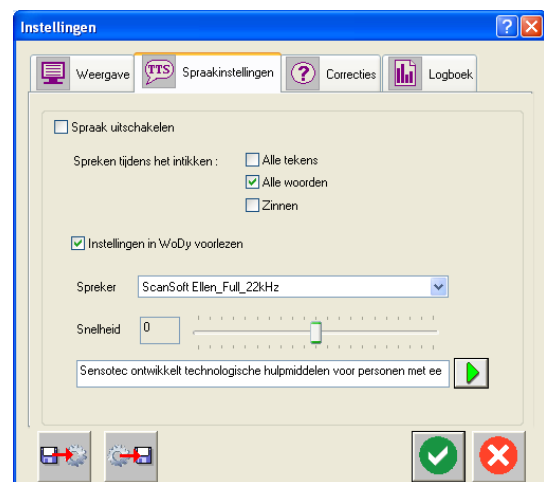 Instellingen
Weergave
TTS
Spraakinstellingen
Correcties
Logboek
Spraak uitschakelen
Spreken tijdens het intikken :
Alle tekens
Alle woorden
Zinnen
Instellingen in WoDy voorlezen
Spreker
ScanSoft Ellen_Full_22kHz
Snelheid
0
Sensotec ontwikkelt technologische hulpmiddelen voor personen met ee